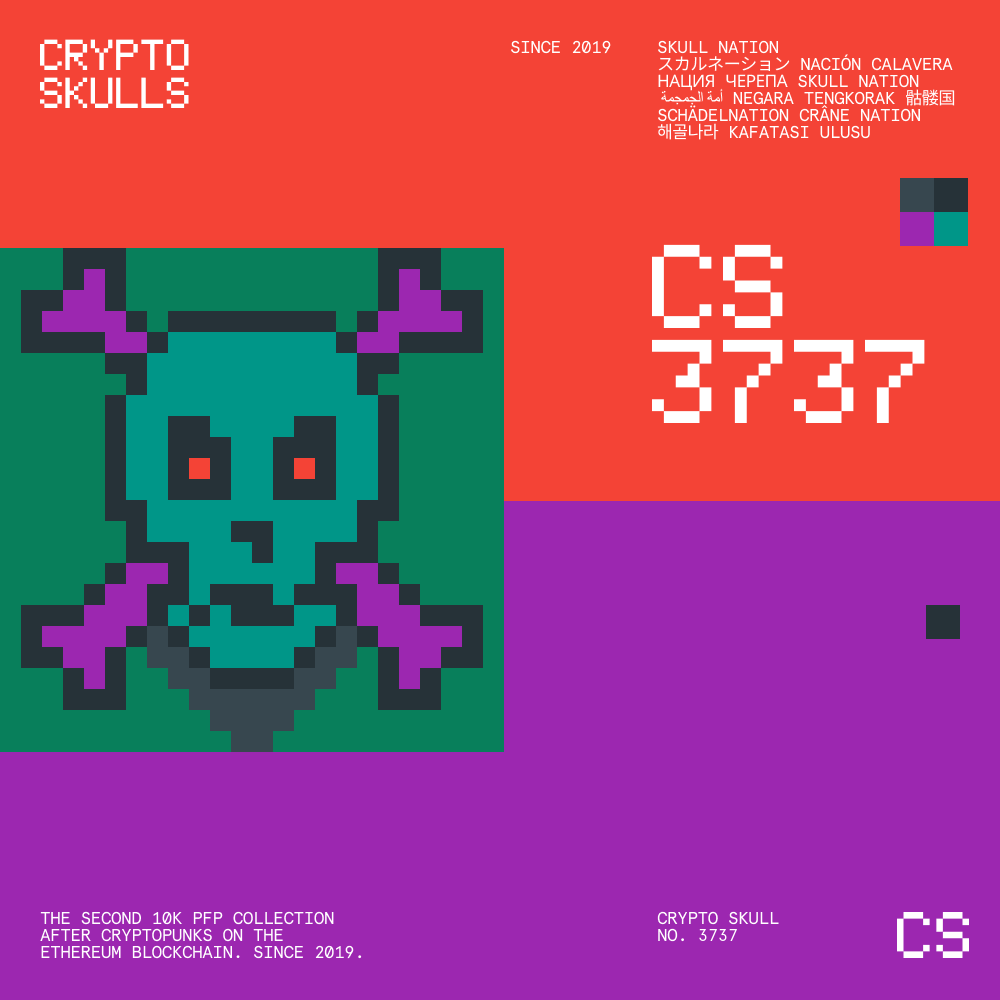 CRYPTO
SKULLS
SINCE 2019
SKULL NATION
スカルネーション NACIÓN CALAVERA
НАЦИЯ ЧЕРЕПА SKULL NATION
أمة الجمجمة NEGARA TENGKORAK 骷髅国
SCHÄDELNATION CRÂNE NATION
해골나라 KAFATASI ULUSU
CS
3737
THE SECOND 10K PFP COLLECTION
AFTER CRYPTOPUNKS ON THE
ETHEREUM BLOCKCHAIN. SINCE 2019.
CRYPTO SKULL
NO. 3737
CS